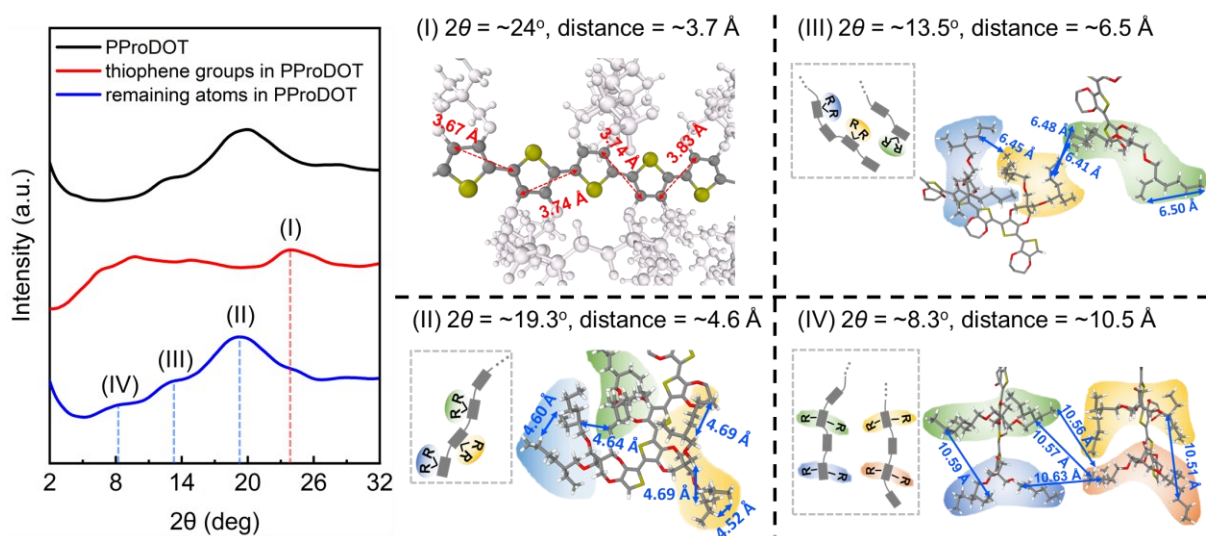 PProDOT
thiophene groups in PProDOT
remaining atoms in PProDOT
Intensity (a.u.)
(I)
(II)
(III)
(IV)
2 8 14 20 26 32
2θ (deg)
(I) 2θ = ~24°, distance = ~3.7 Å
3.67 Å
3.74 Å
3.74 Å
3.83 Å
(III) 2θ = ~13.5°, distance = ~6.5 Å
R R
R R
R R
6.45 Å
6.48 Å
6.41 Å
6.50 Å
(II) 2θ = ~19.3°, distance = ~4.6 Å
R R
R R
R R
4.60 Å
4.64 Å
4.69 Å
4.69 Å
4.52 Å
(IV) 2θ = ~8.3°, distance = ~10.5 Å
R R
R R
R R
R R
10.59 Å
10.56 Å
10.57 Å
10.63 Å
10.51 Å